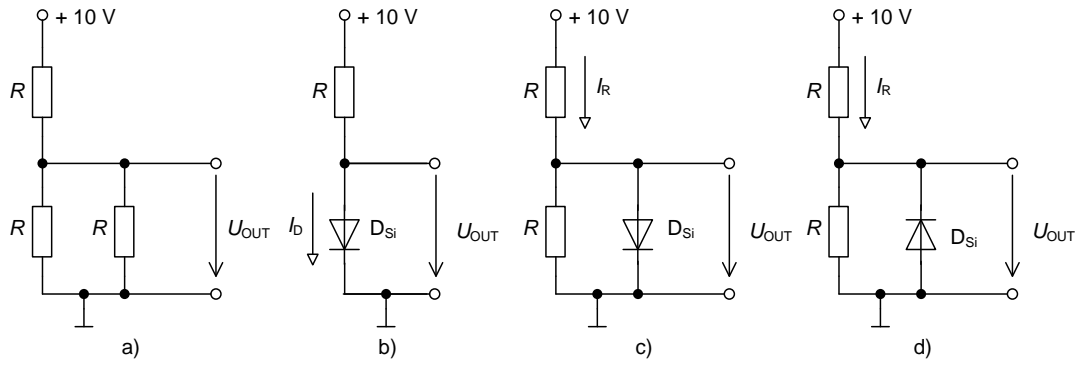 + 10 V + 10 V + 10 V + 10 V
R R R I_R R I_R
R R U_OUT I_D D_Si U_OUT R D_Si U_OUT R D_Si U_OUT
a) b) c) d)